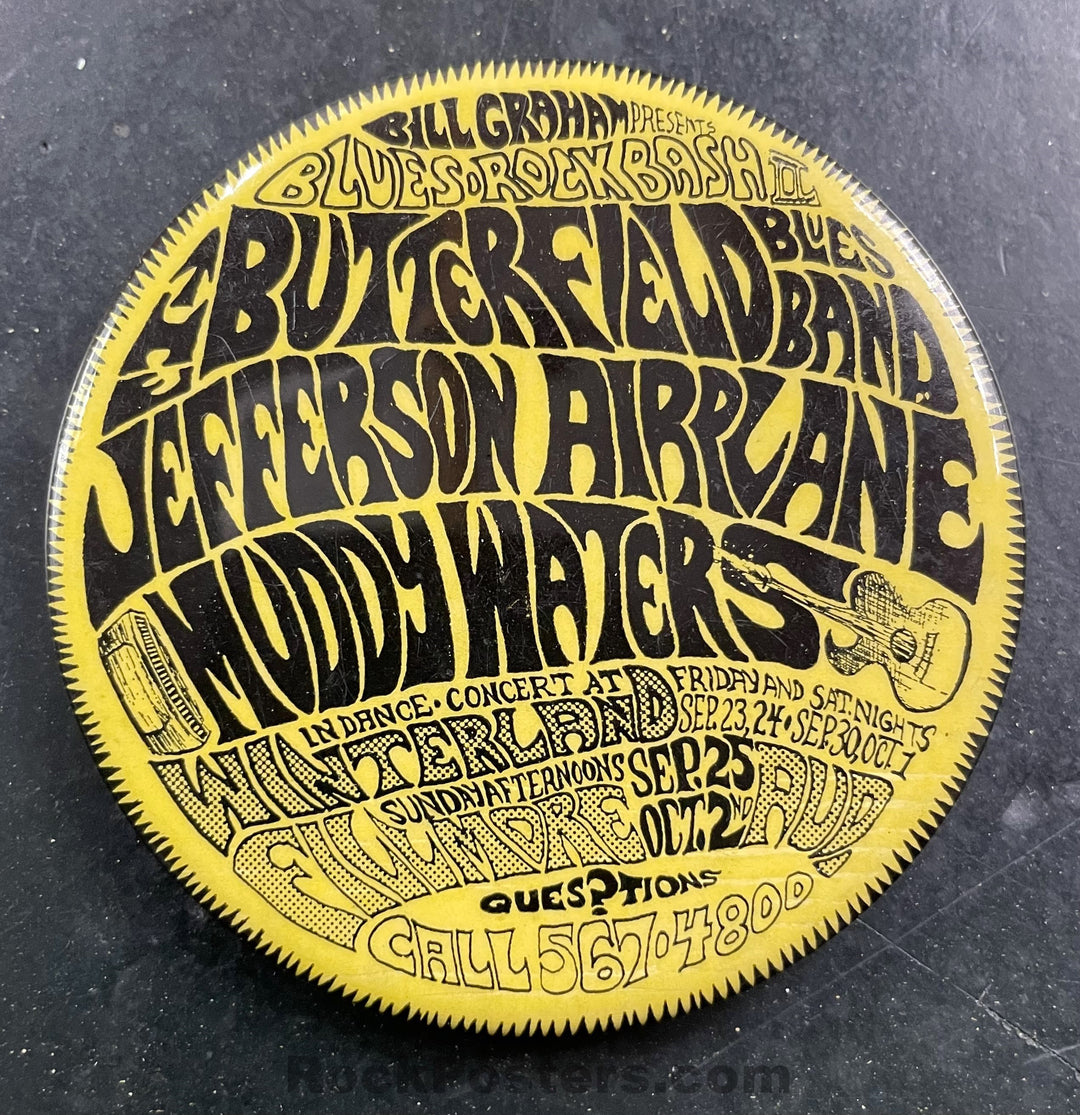 BILL GRAHAM PRESENTS
BLUES ROCK BASH II
THE BUTTERFIELD BLUES BAND
JEFFERSON AIRPLANE
MUDDY WATERS
IN DANCE • CONCERT AT
WINTERLAND
FRIDAY AND SAT. NIGHTS
SEP. 23, 24 • SEP. 30, OCT. 1
SUNDAY AFTERNOONS SEP. 25
OCT. 2ND
FILLMORE AUD
QUES?TIONS
CALL 567-4800
RockPosters.com